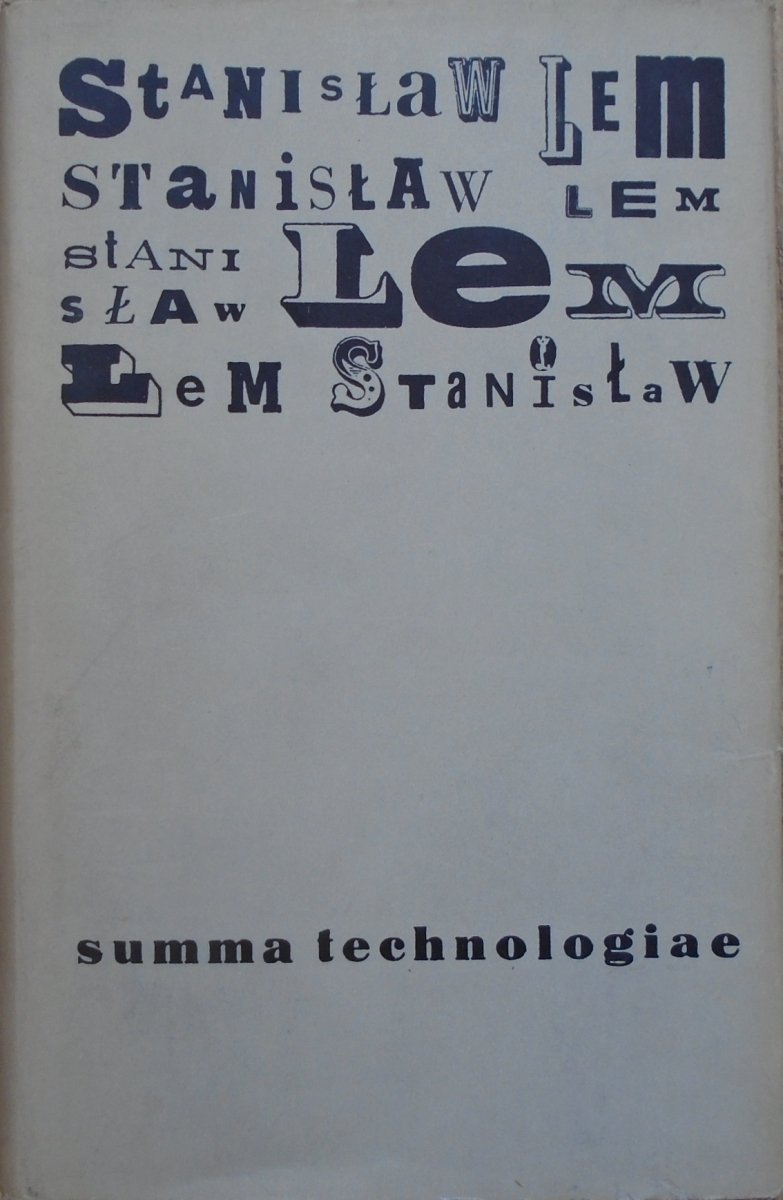 StANIsŁaW LEm
STaNiSŁAW LEM
stANI
sŁAw LeM
LeM STaNIsŁaW
summa technologiae